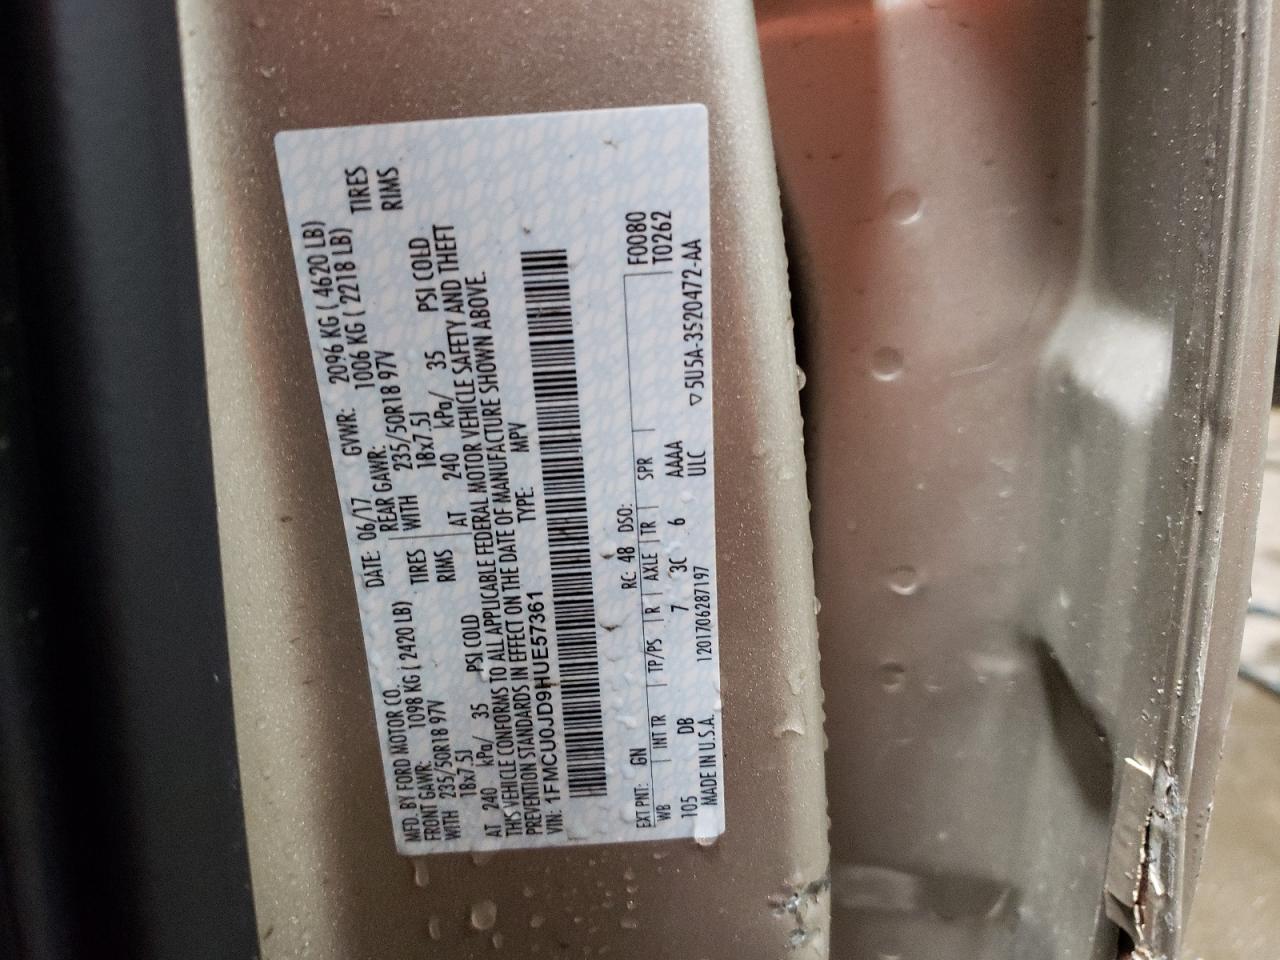 MFD. BY FORD MOTOR CO.
DATE: 06/17 GVWR: 2096 KG ( 4620 LB)
FRONT GAWR: 1098 KG ( 2420 LB)
REAR GAWR: 1006 KG ( 2218 LB)
WITH 235/50R18 97V TIRES
WITH 235/50R18 97V TIRES
18x7.5J RIMS
18x7.5J RIMS
AT 240 kPa/ 35 PSI COLD
AT 240 kPa/ 35 PSI COLD
THIS VEHICLE CONFORMS TO ALL APPLICABLE FEDERAL MOTOR VEHICLE SAFETY AND THEFT
PREVENTION STANDARDS IN EFFECT ON THE DATE OF MANUFACTURE SHOWN ABOVE.
VIN: 1FMCU0JD9HUE57361 TYPE: MPV
EXT PNT: GN RC: 48 DSO: F0080
WB INT TR TP/PS R AXLE TR SPR T0262
105 DB 7 3C 6 AAAA
MADE IN U.S.A. 120170628719​7 ULC ▽5U5A-3520472-AA